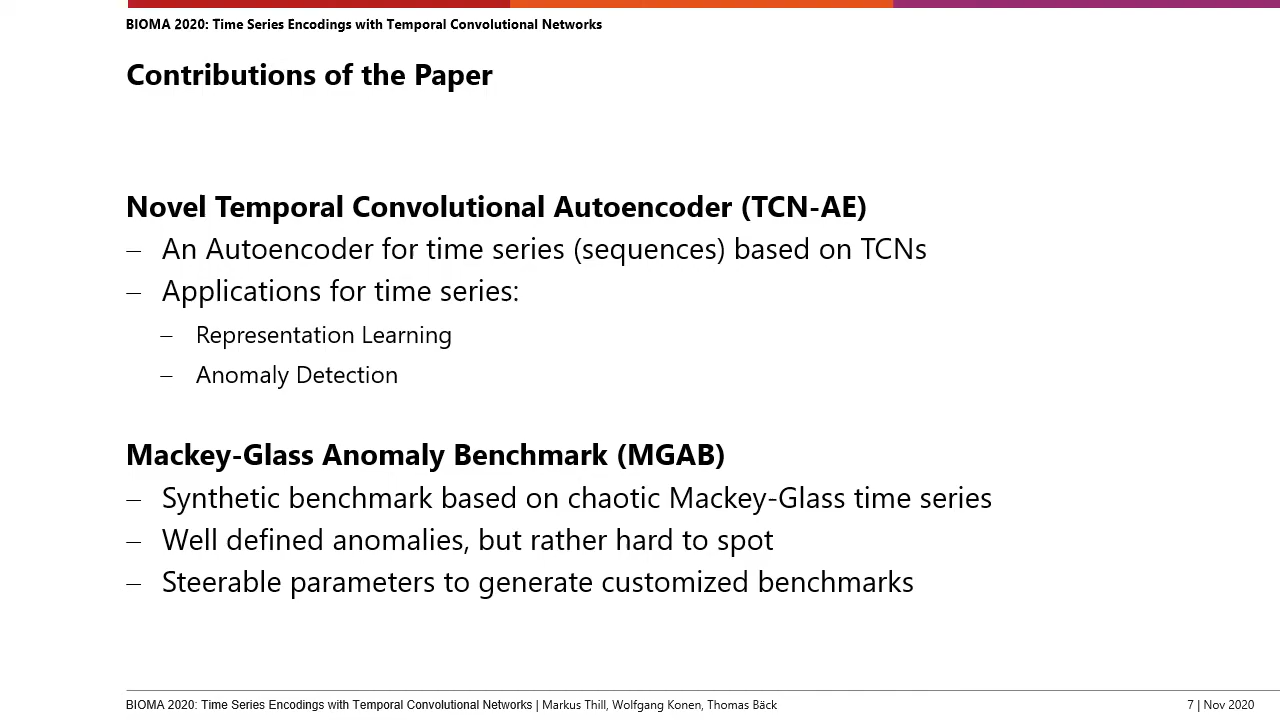 BIOMA 2020: Time Series Encodings with Temporal Convolutional Networks
Contributions of the Paper
Novel Temporal Convolutional Autoencoder (TCN-AE)
– An Autoencoder for time series (sequences) based on TCNs
– Applications for time series:
– Representation Learning
– Anomaly Detection
Mackey-Glass Anomaly Benchmark (MGAB)
– Synthetic benchmark based on chaotic Mackey-Glass time series
– Well defined anomalies, but rather hard to spot
– Steerable parameters to generate customized benchmarks
BIOMA 2020: Time Series Encodings with Temporal Convolutional Networks | Markus Thill, Wolfgang Konen, Thomas Bäck 7 | Nov 2020